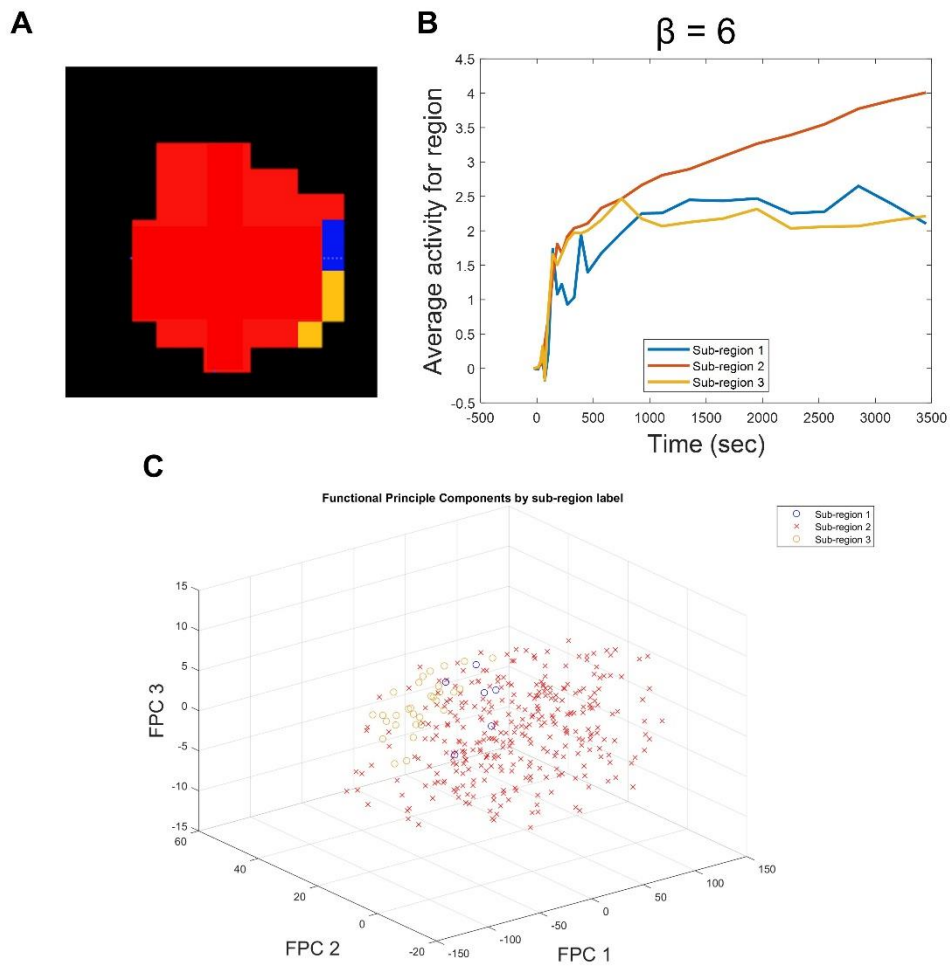 A
B
β = 6
Average activity for region
4.5
4
3.5
3
2.5
2
1.5
1
0.5
0
-0.5
-500
0
500
1000
1500
2000
2500
3000
3500
Time (sec)
Sub-region 1
Sub-region 2
Sub-region 3
C
Functional Principle Components by sub-region label
Sub-region 1
Sub-region 2
Sub-region 3
FPC 3
15
10
5
0
-5
-10
-15
60
40
20
0
-20
FPC 2
-150
-100
-50
0
50
100
150
FPC 1